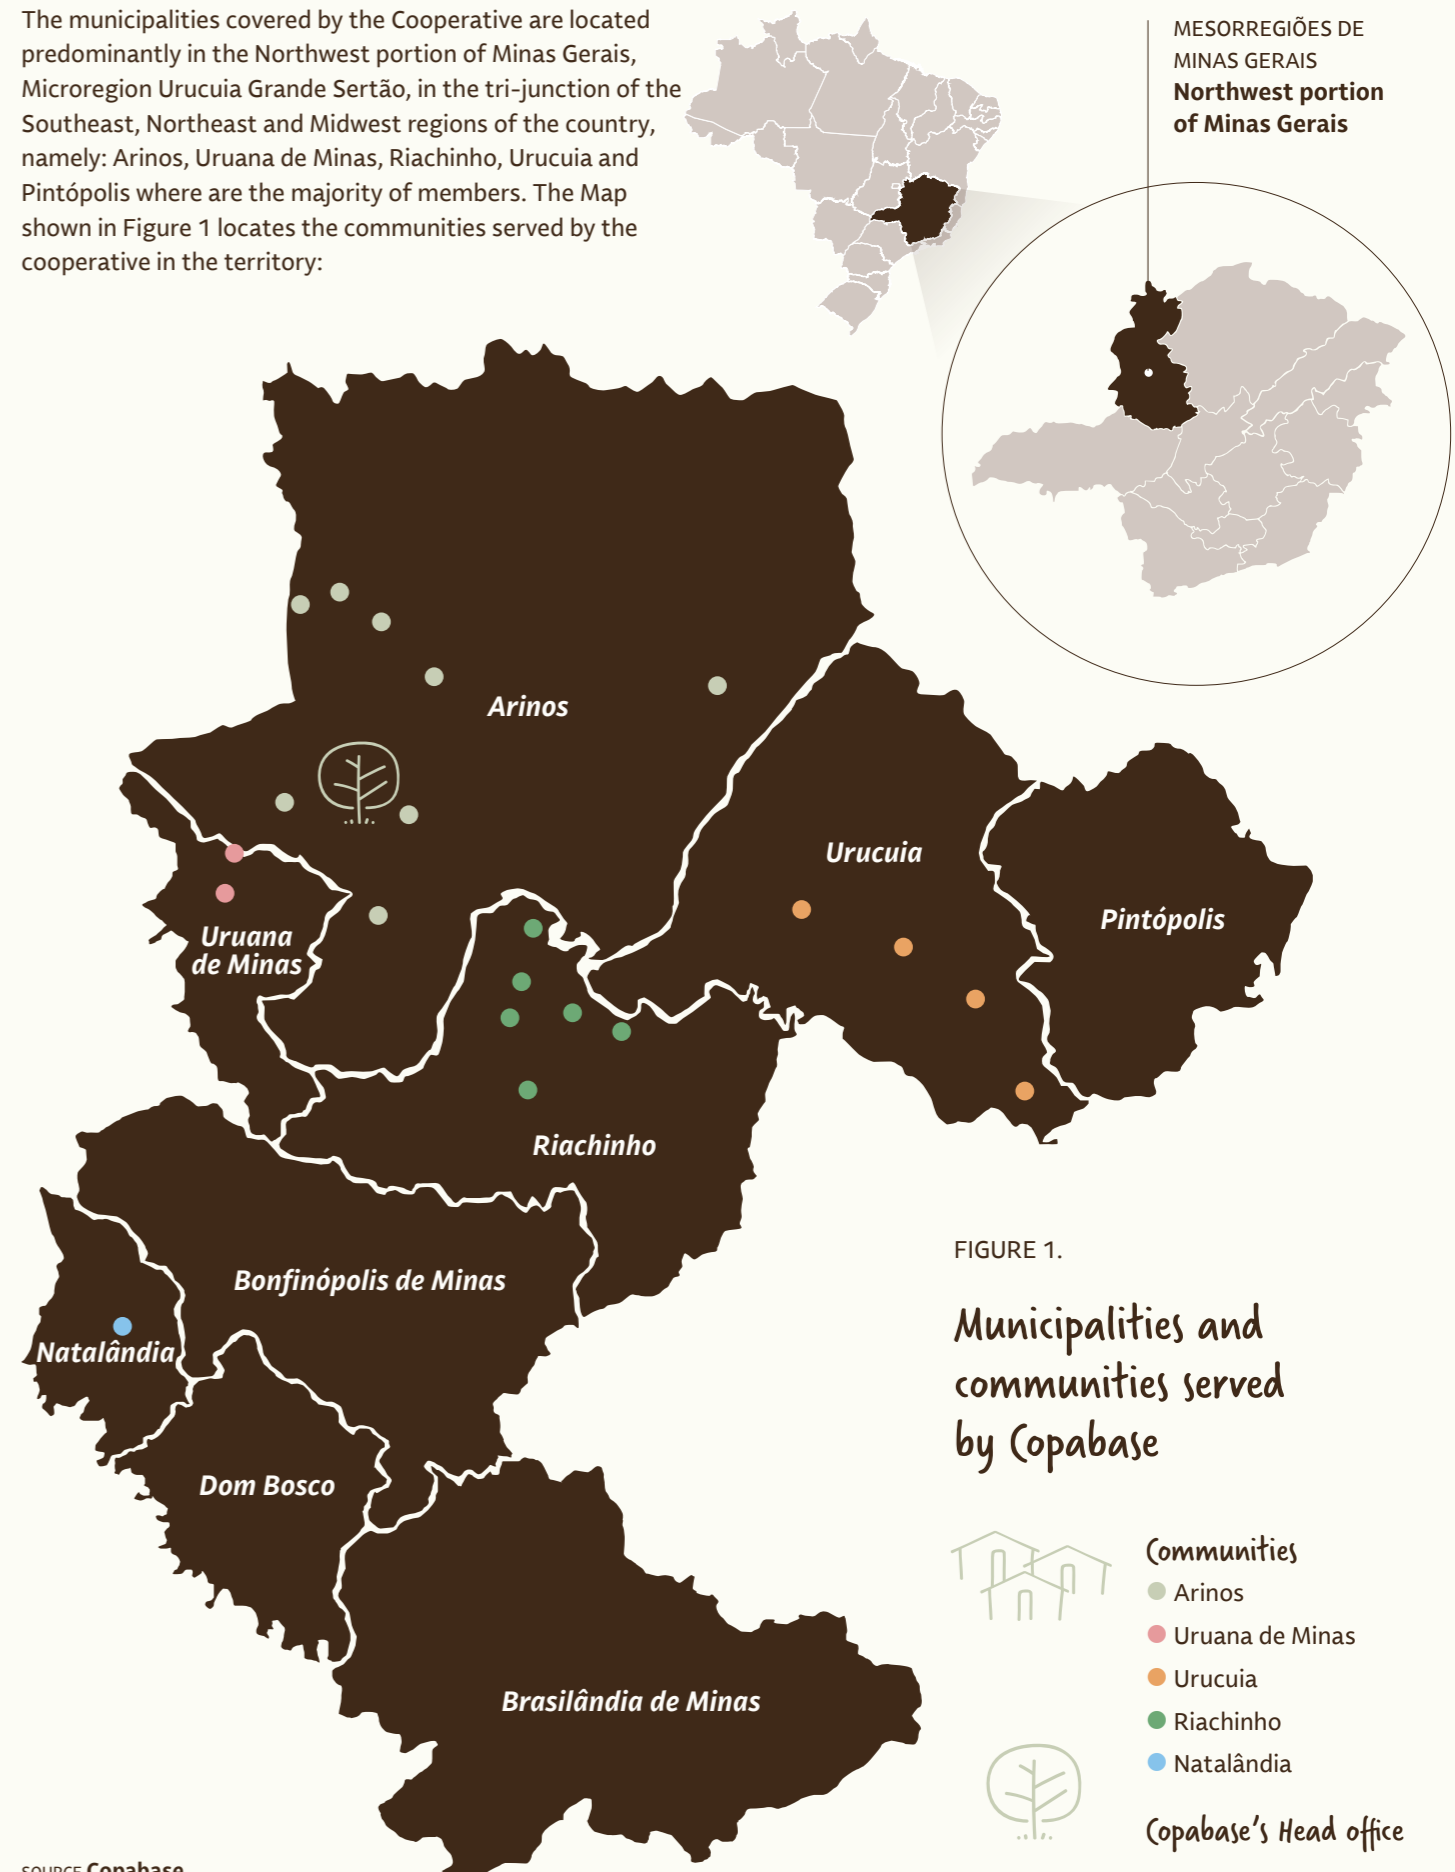 The municipalities covered by the Cooperative are located
predominantly in the Northwest portion of Minas Gerais,
Microregion Urucuia Grande Sertão, in the tri-junction of the
Southeast, Northeast and Midwest regions of the country,
namely: Arinos, Uruana de Minas, Riachinho, Urucuia and
Pintópolis where are the majority of members. The Map
shown in Figure 1 locates the communities served by the
cooperative in the territory:
MESORREGIÕES DE
MINAS GERAIS
Northwest portion
of Minas Gerais
Arinos
Urucuia
Pintópolis
Uruana
de Minas
Riachinho
Bonfinópolis de Minas
Natalândia
Dom Bosco
Brasilândia de Minas
FIGURE 1.
Municipalities and
communities served
by Copabase
Communities
Arinos
Uruana de Minas
Urucuia
Riachinho
Natalândia
Copabase's Head office
SOURCE Copabase